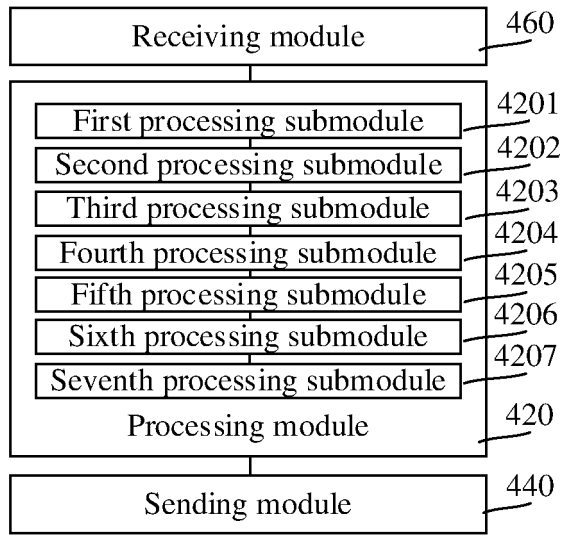 Receiving module
460
First processing submodule
4201
Second processing submodule
4202
Third processing submodule
4203
Fourth processing submodule
4204
Fifth processing submodule
4205
Sixth processing submodule
4206
Seventh processing submodule
4207
Processing module
420
Sending module
440